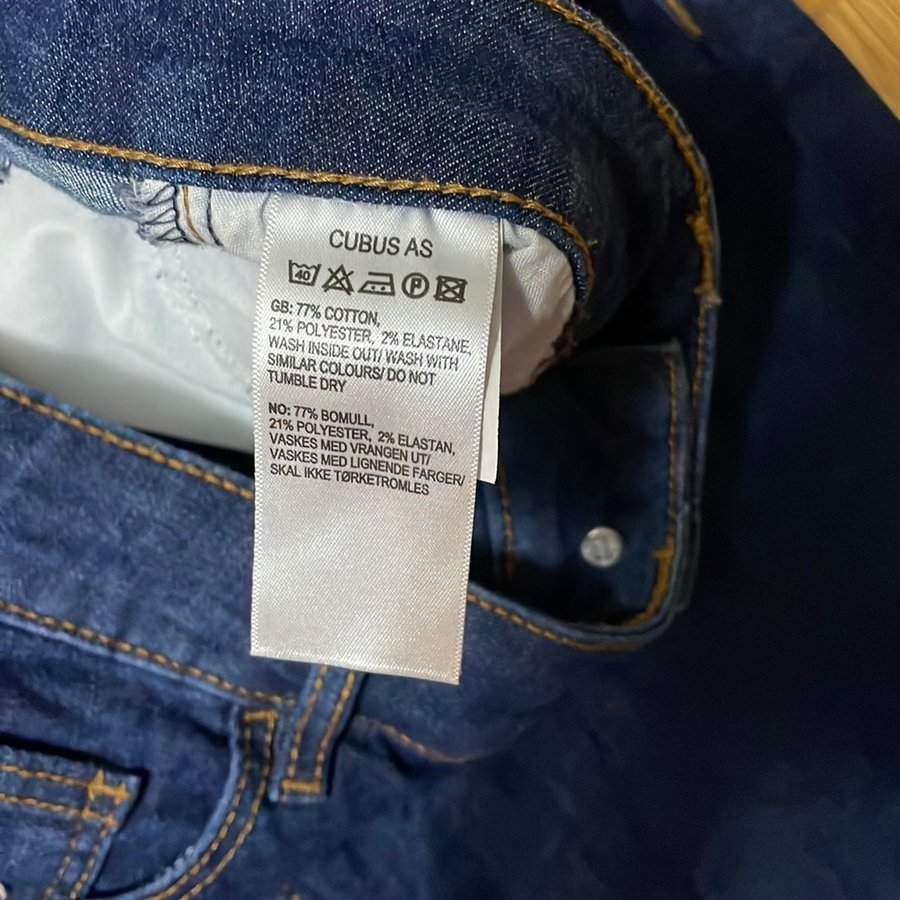 CUBUS AS
40 P
GB: 77% COTTON,
21% POLYESTER, 2% ELASTANE,
WASH INSIDE OUT/ WASH WITH
SIMILAR COLOURS/ DO NOT
TUMBLE DRY
NO: 77% BOMULL,
21% POLYESTER, 2% ELASTAN,
VASKES MED VRANGEN UT/
VASKES MED LIGNENDE FARGER/
SKAL IKKE TØRKETROMLES